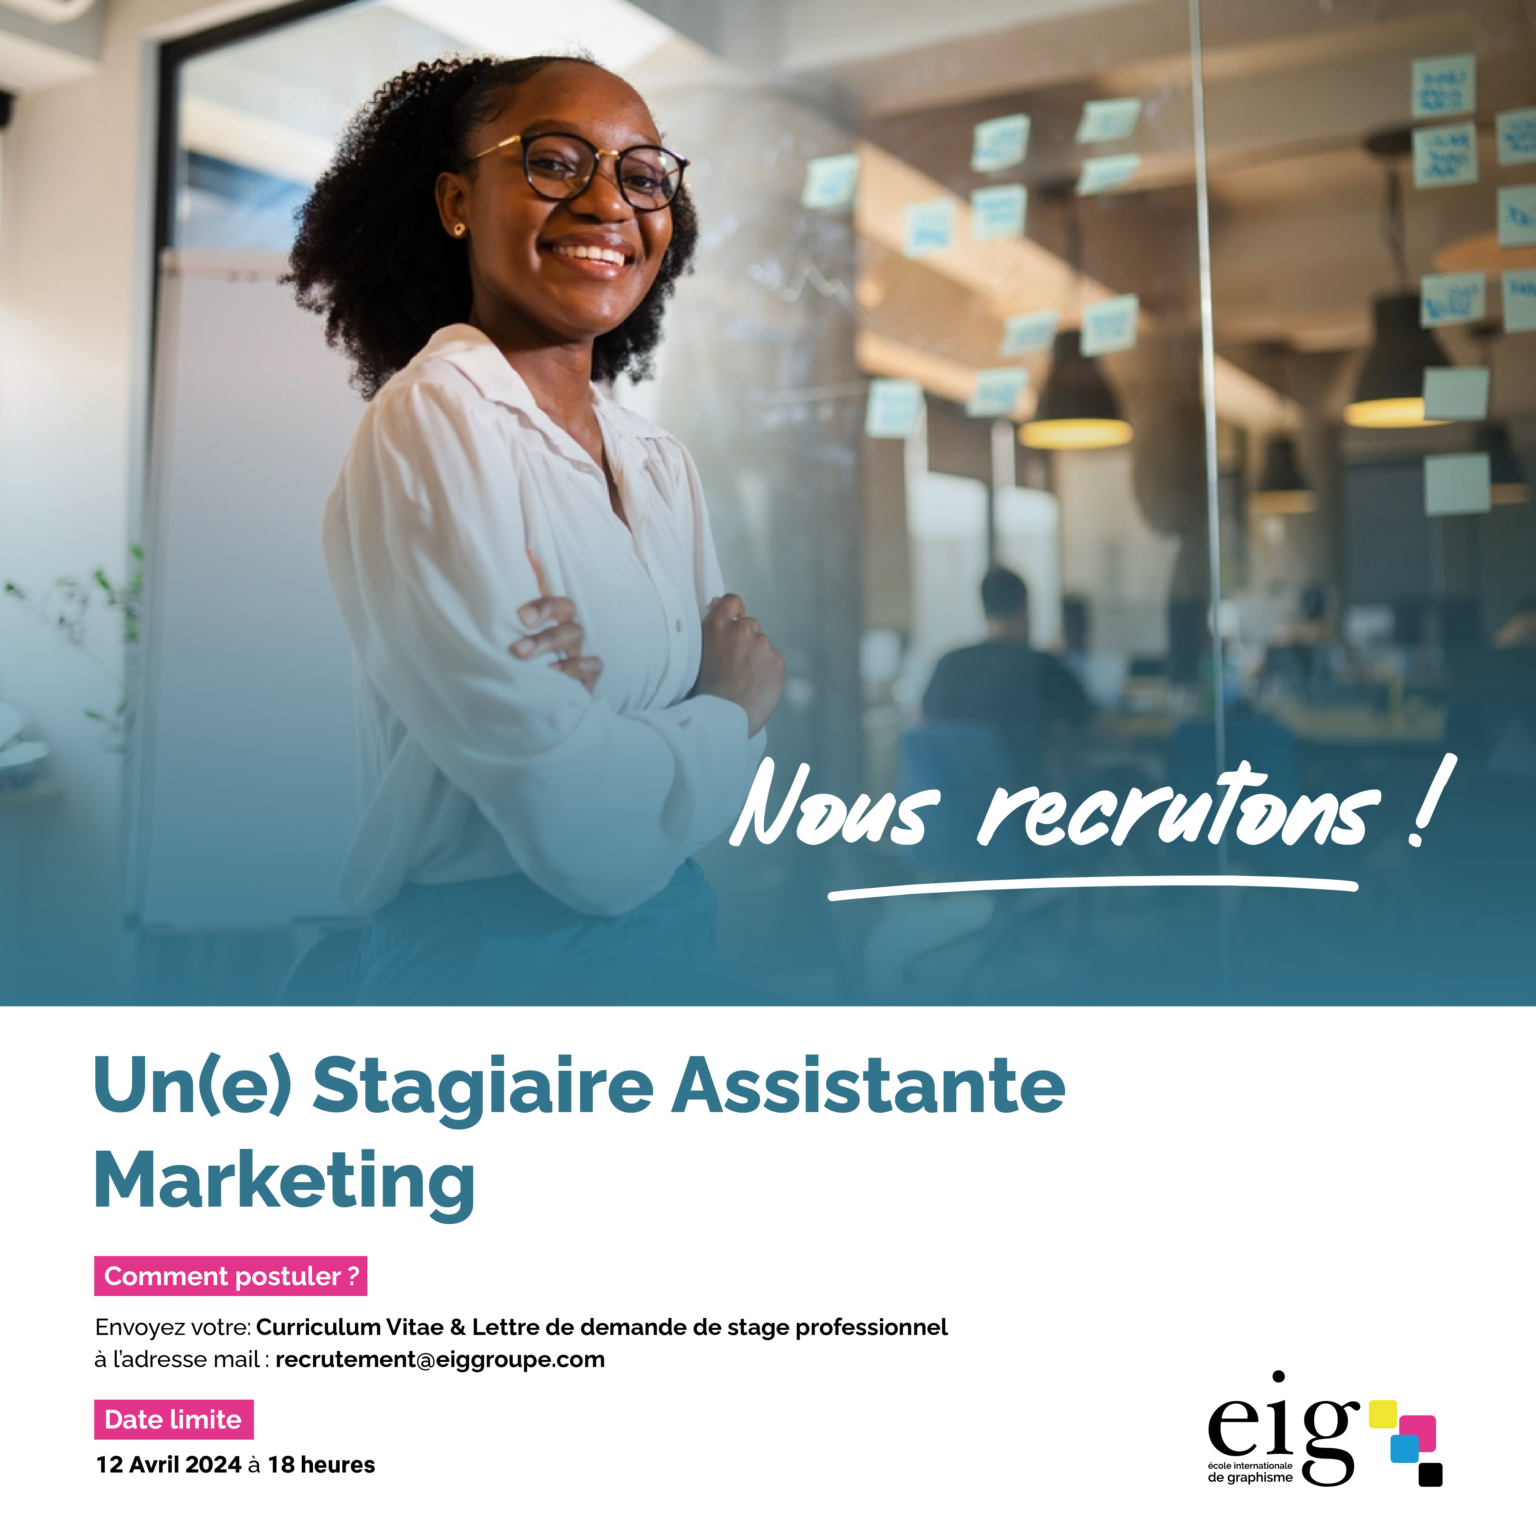 Nous recrutons !
Un(e) Stagiaire Assistante
Marketing
Comment postuler ?
Envoyez votre: Curriculum Vitae & Lettre de demande de stage professionnel
à l'adresse mail : recrutement@eiggroupe.com
Date limite
12 Avril 2024 à 18 heures
eig
école internationale
de graphisme